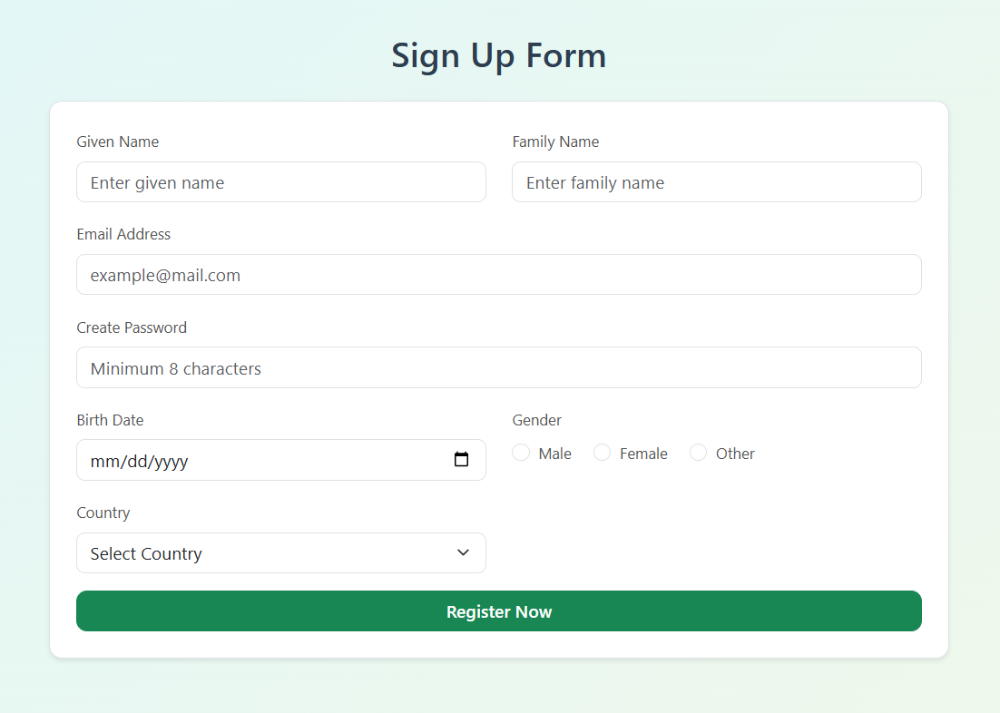 Sign Up Form
Given Name
Family Name
Enter given name
Enter family name
Email Address
example@mail.com
Create Password
Minimum 8 characters
Birth Date
Gender
mm/dd/yyyy
Male
Female
Other
Country
Select Country
Register Now